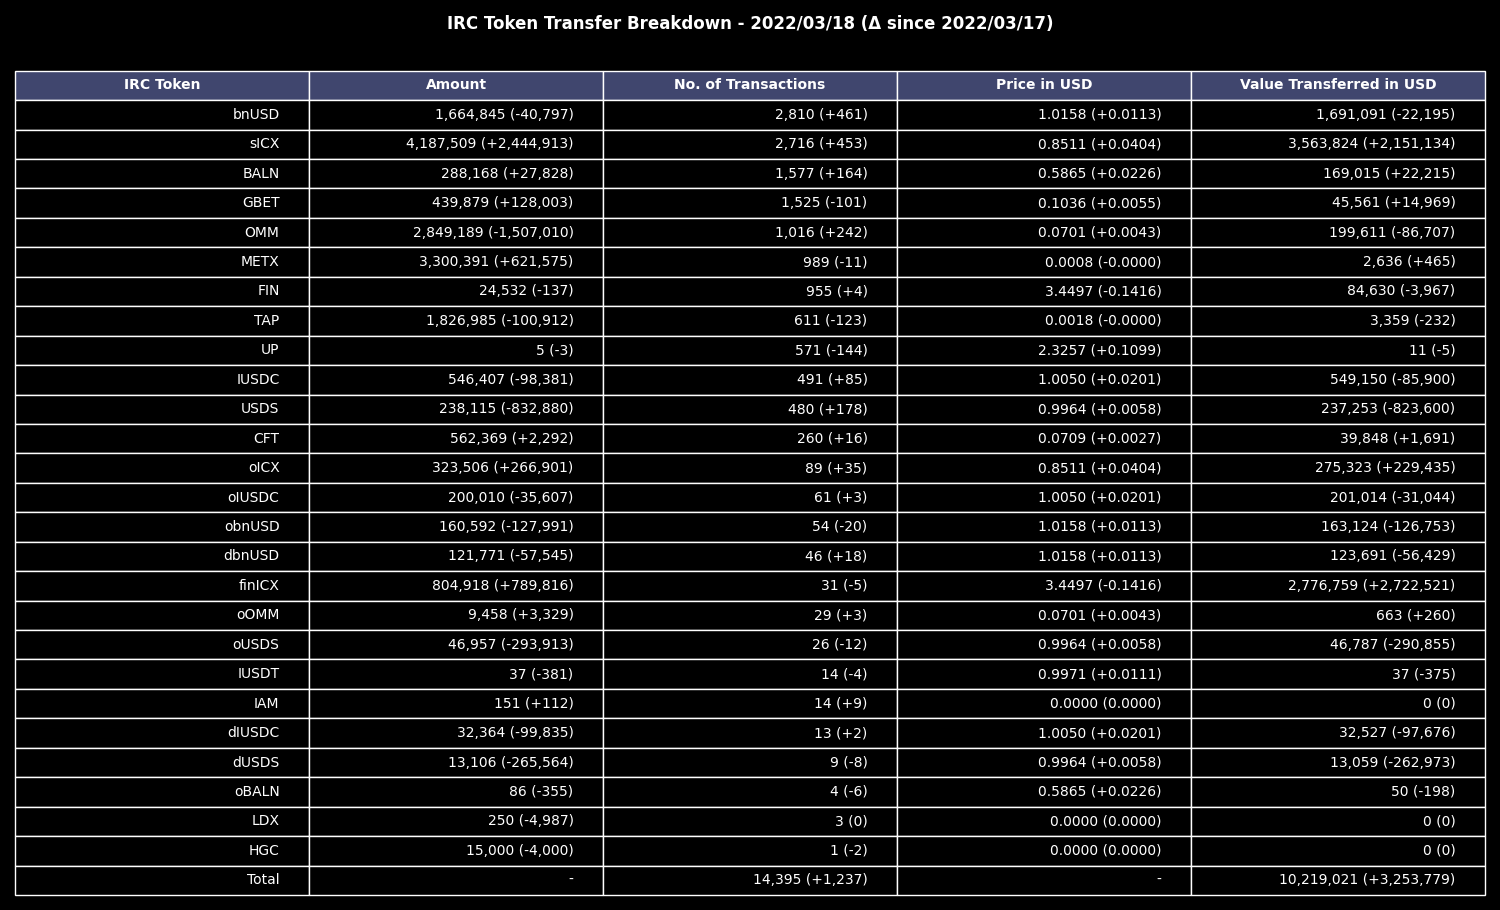 IRC Token Transfer Breakdown - 2022/03/18 (Δ since 2022/03/17)
IRC Token Amount No. of Transactions Price in USD Value Transferred in USD
bnUSD 1,664,845 (-40,797) 2,810 (+461) 1.0158 (+0.0113) 1,691,091 (-22,195)
sICX 4,187,509 (+2,444,913) 2,716 (+453) 0.8511 (+0.0404) 3,563,824 (+2,151,134)
BALN 288,168 (+27,828) 1,577 (+164) 0.5865 (+0.0226) 169,015 (+22,215)
GBET 439,879 (+128,003) 1,525 (-101) 0.1036 (+0.0055) 45,561 (+14,969)
OMM 2,849,189 (-1,507,010) 1,016 (+242) 0.0701 (+0.0043) 199,611 (-86,707)
METX 3,300,391 (+621,575) 989 (-11) 0.0008 (-0.0000) 2,636 (+465)
FIN 24,532 (-137) 955 (+4) 3.4497 (-0.1416) 84,630 (-3,967)
TAP 1,826,985 (-100,912) 611 (-123) 0.0018 (-0.0000) 3,359 (-232)
UP 5 (-3) 571 (-144) 2.3257 (+0.1099) 11 (-5)
IUSDC 546,407 (-98,381) 491 (+85) 1.0050 (+0.0201) 549,150 (-85,900)
USDS 238,115 (-832,880) 480 (+178) 0.9964 (+0.0058) 237,253 (-823,600)
CFT 562,369 (+2,292) 260 (+16) 0.0709 (+0.0027) 39,848 (+1,691)
oICX 323,506 (+266,901) 89 (+35) 0.8511 (+0.0404) 275,323 (+229,435)
oIUSDC 200,010 (-35,607) 61 (+3) 1.0050 (+0.0201) 201,014 (-31,044)
obnUSD 160,592 (-127,991) 54 (-20) 1.0158 (+0.0113) 163,124 (-126,753)
dbnUSD 121,771 (-57,545) 46 (+18) 1.0158 (+0.0113) 123,691 (-56,429)
finICX 804,918 (+789,816) 31 (-5) 3.4497 (-0.1416) 2,776,759 (+2,722,521)
oOMM 9,458 (+3,329) 29 (+3) 0.0701 (+0.0043) 663 (+260)
oUSDS 46,957 (-293,913) 26 (-12) 0.9964 (+0.0058) 46,787 (-290,855)
IUSDT 37 (-381) 14 (-4) 0.9971 (+0.0111) 37 (-375)
IAM 151 (+112) 14 (+9) 0.0000 (0.0000) 0 (0)
dIUSDC 32,364 (-99,835) 13 (+2) 1.0050 (+0.0201) 32,527 (-97,676)
dUSDS 13,106 (-265,564) 9 (-8) 0.9964 (+0.0058) 13,059 (-262,973)
oBALN 86 (-355) 4 (-6) 0.5865 (+0.0226) 50 (-198)
LDX 250 (-4,987) 3 (0) 0.0000 (0.0000) 0 (0)
HGC 15,000 (-4,000) 1 (-2) 0.0000 (0.0000) 0 (0)
Total - 14,395 (+1,237) - 10,219,021 (+3,253,779)